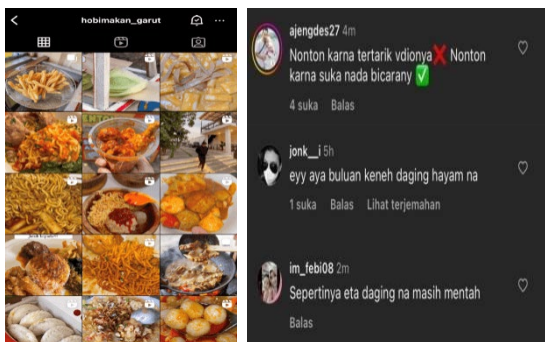 hobimakan_garut
ajengdes27 4m
Nonton karna tertarik vdionya❌ Nonton
karna suka nada bicarany ✅
4 suka Balas
jonk__i 5h
eyy aya buluan keneh daging hayam na
1 suka Balas Lihat terjemahan
im_febi08 2m
Sepertinya eta daging na masih mentah
Balas